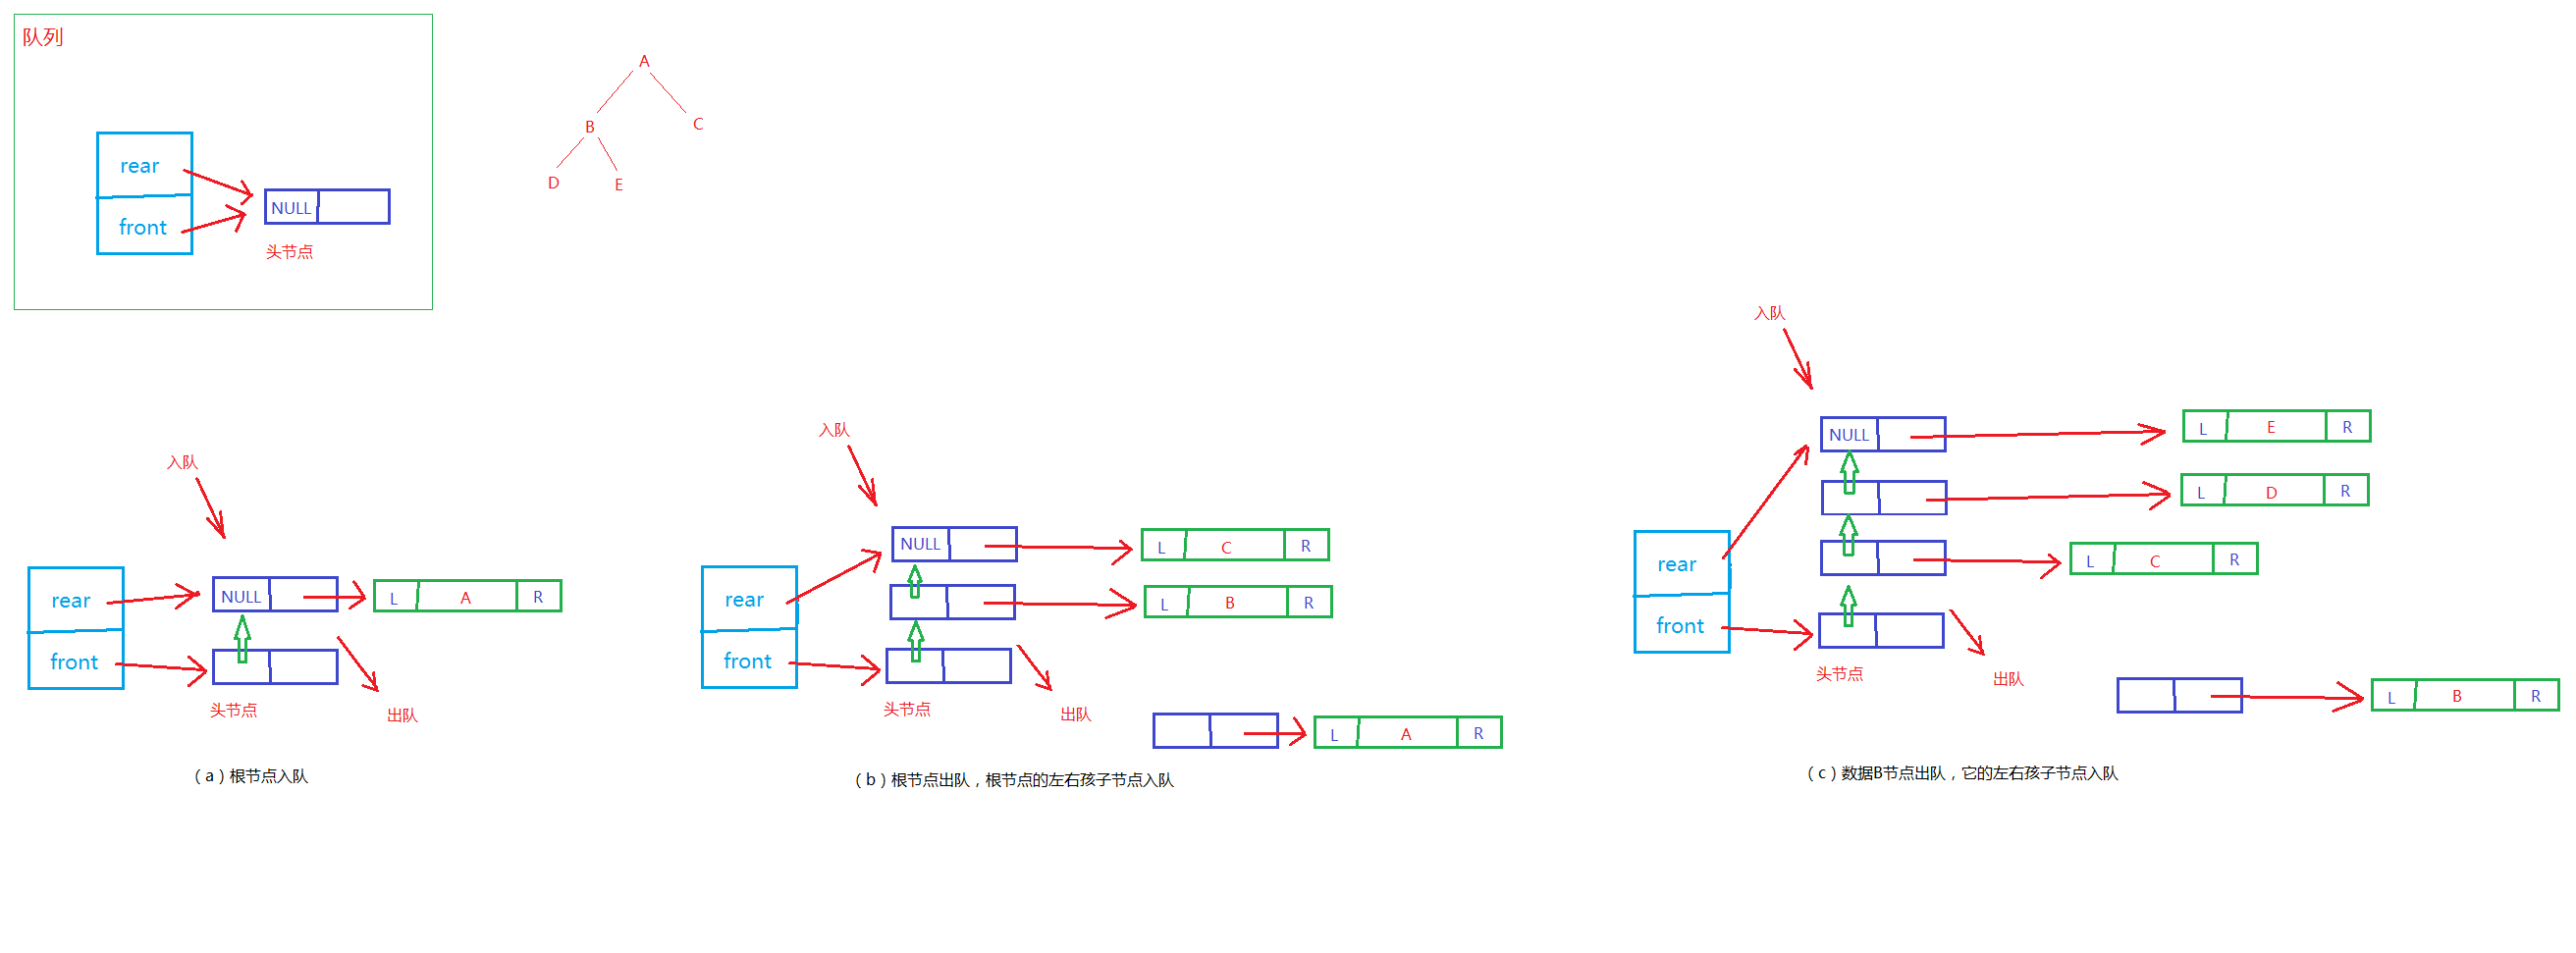 队列
rear
front
NULL
头节点
A
B
C
D
E
入队
rear
front
NULL
L A R
头节点
出队
（a）根节点入队
入队
rear
front
NULL
L C R
L B R
头节点
出队
L A R
（b）根节点出队，根节点的左右孩子节点入队
入队
rear
front
NULL
L E R
L D R
L C R
头节点
出队
L B R
（c）数据B节点出队，它的左右孩子节点入队